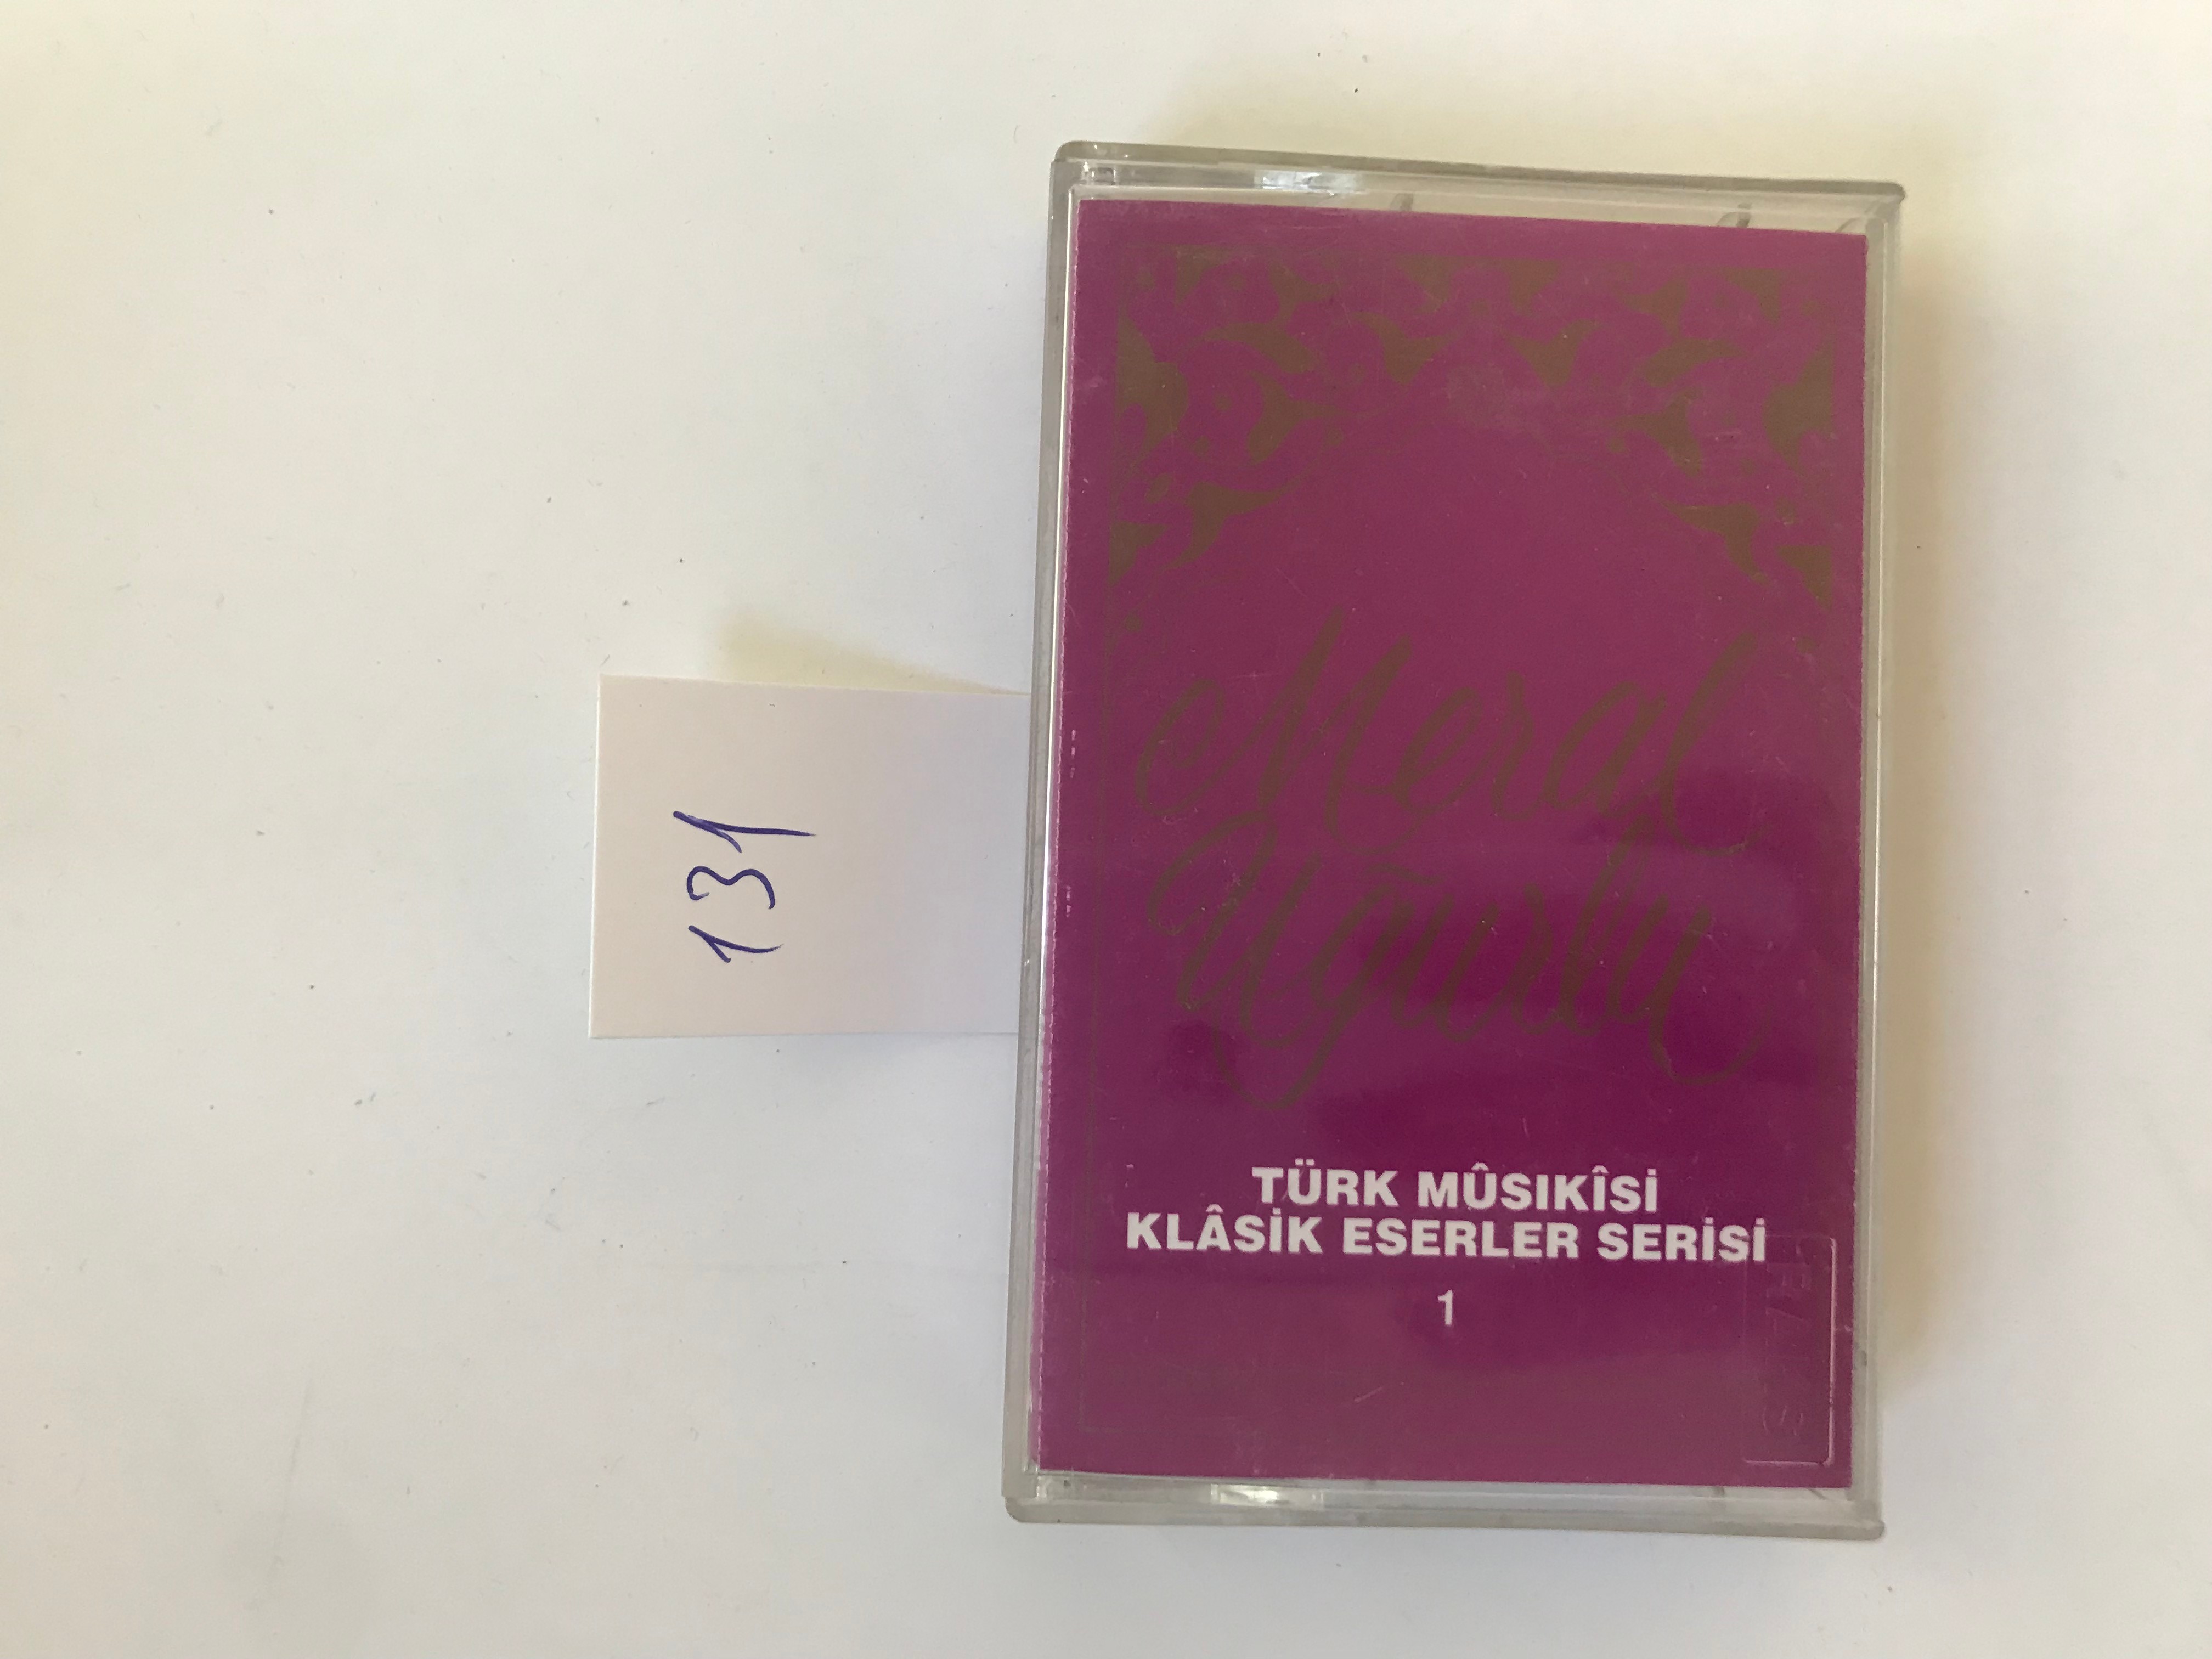 131
Meral
Uğurlu
TÜRK MÛSIKÎSİ
KLÂSİK ESERLER SERİSİ
1